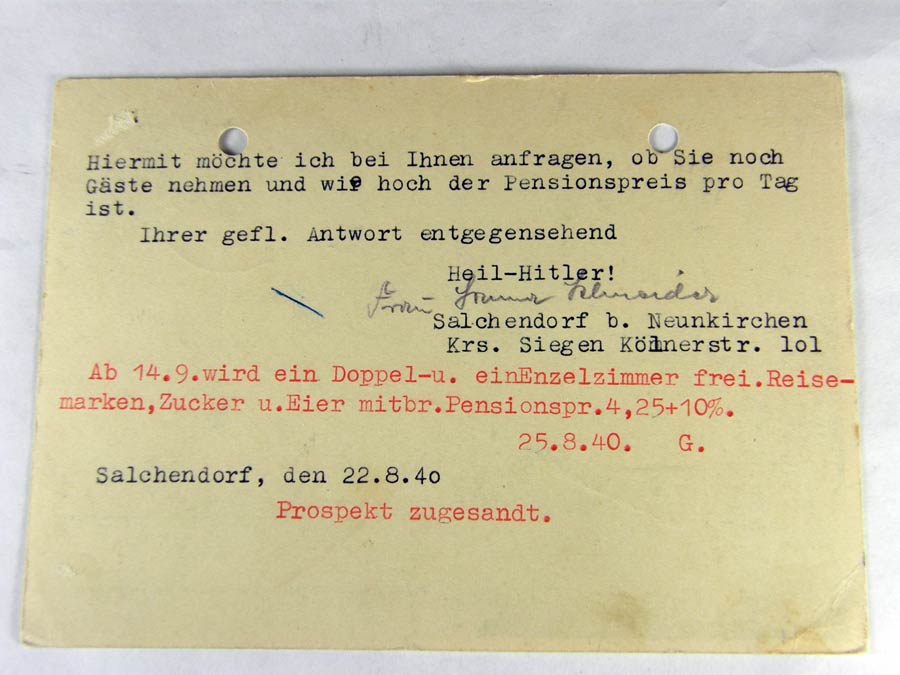 Hiermit möchte ich bei Ihnen anfragen, ob Sie noch
Gäste nehmen und wie hoch der Pensionspreis pro Tag
ist.
Ihrer gefl. Antwort entgegensehend
Heil-Hitler!
Frau Schneider
Salchendorf b. Neunkirchen
Krs. Siegen Kölnerstr. lol
Ab 14.9.wird ein Doppel-u. einEnzelzimmer frei.Reise-
marken,Zucker u.Eier mitbr.Pensionspr.4,25+10%.
25.8.40. G.
Salchendorf, den 22.8.4o
Prospekt zugesandt.